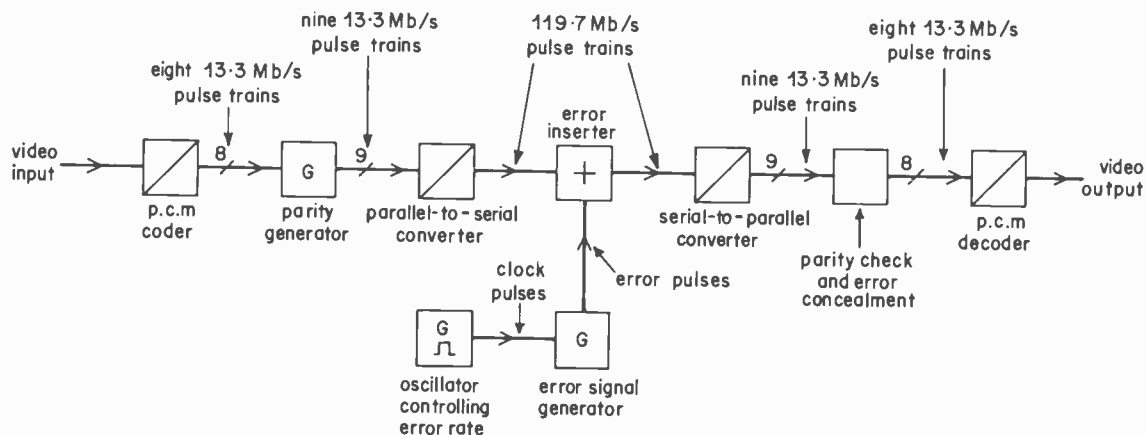 nine 13·3 Mb/s
pulse trains
119·7 Mb/s
pulse trains
eight 13·3 Mb/s
pulse trains
eight 13·3 Mb/s
pulse trains
nine 13·3 Mb/s
pulse trains
error
inserter
video
input
8
G
9
+
9
8
video
output
p.c.m
coder
parity
generator
parallel-to-serial
converter
serial-to-parallel
converter
p.c.m
decoder
parity check
and error
concealment
clock
pulses
error pulses
G
G
oscillator
controlling
error rate
error signal
generator